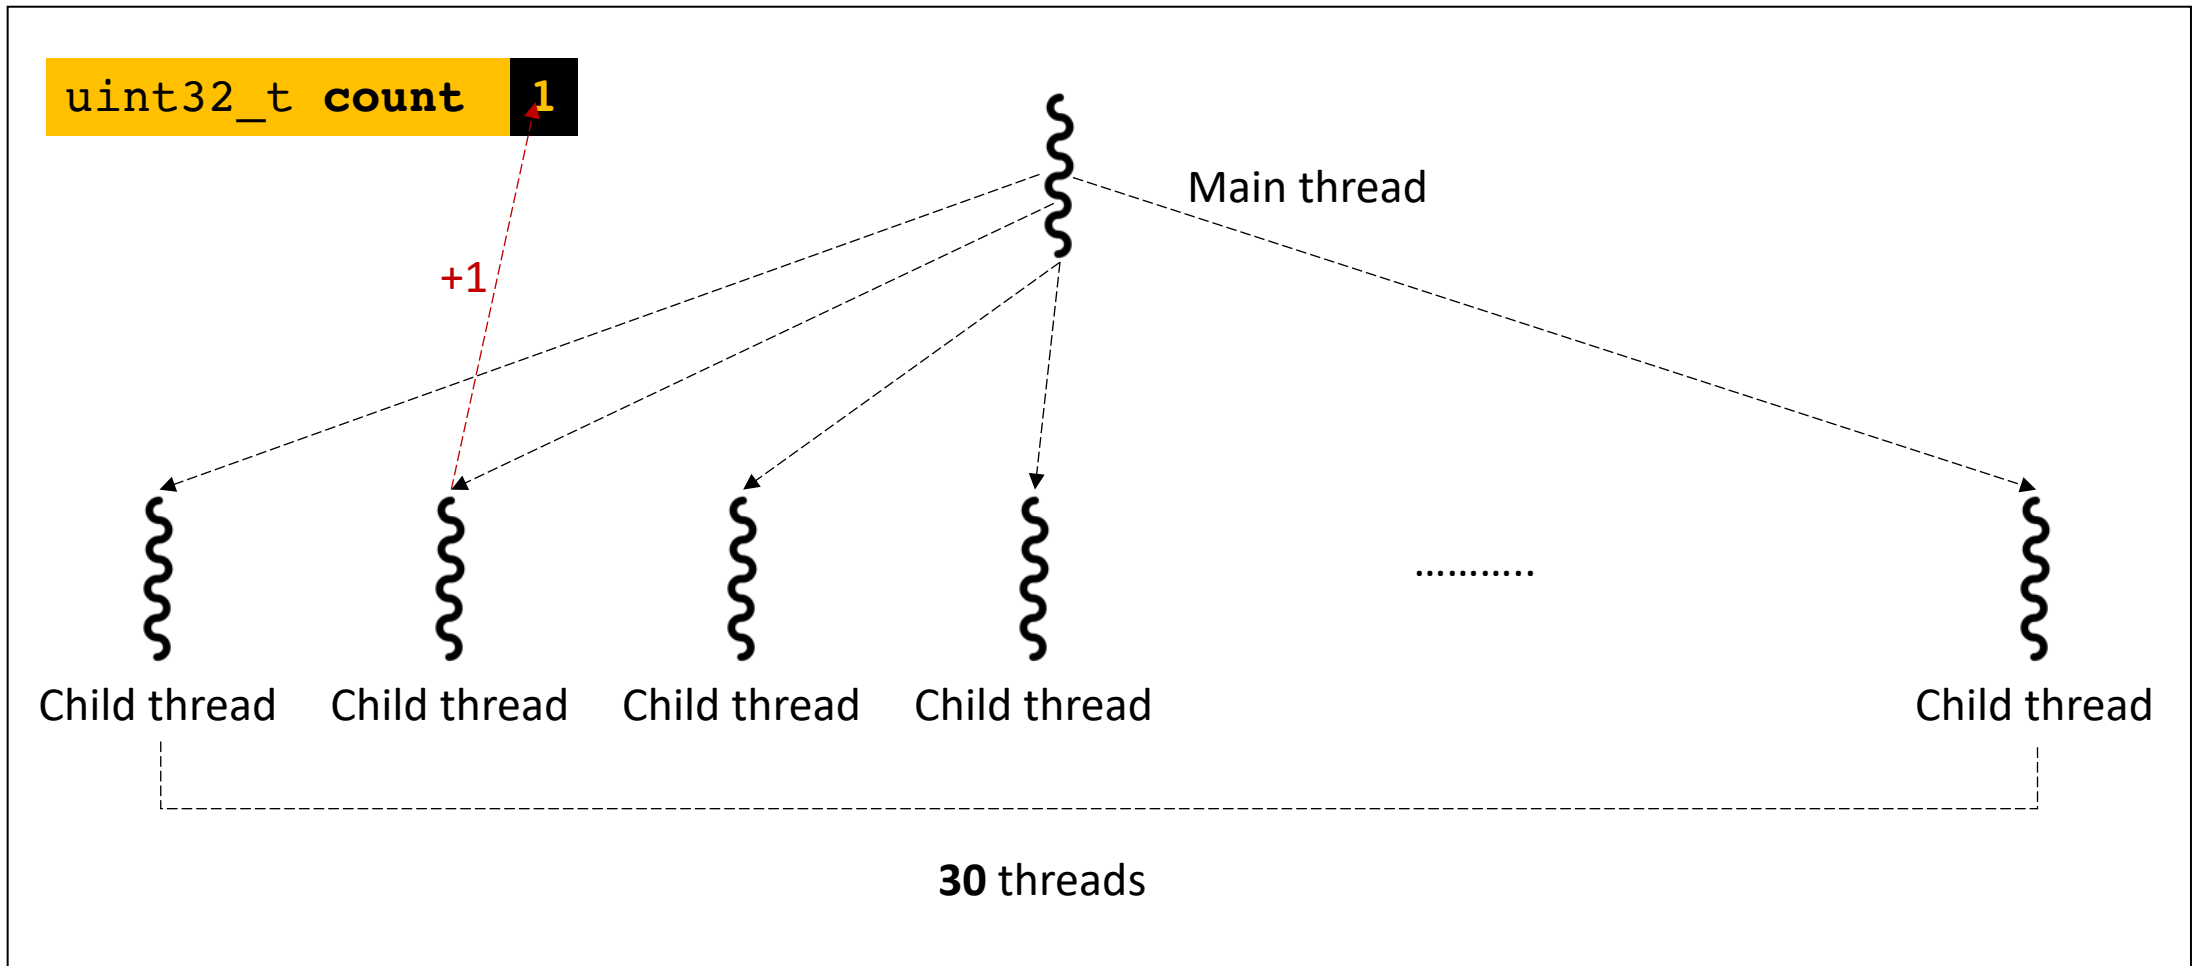 uint32_t count 1
Main thread
+1
...........
Child thread
Child thread
Child thread
Child thread
Child thread
30 threads